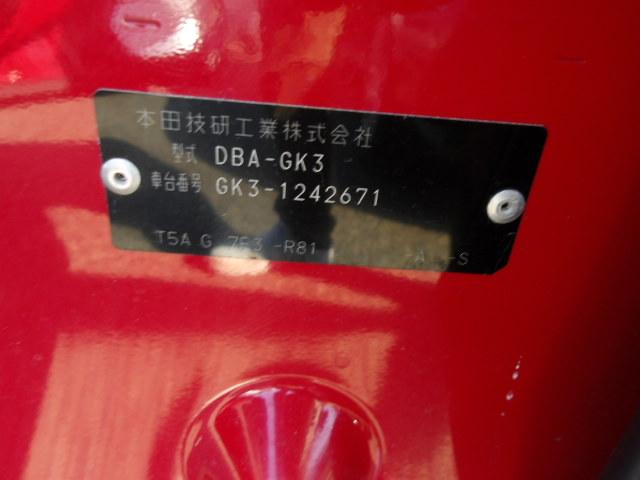 本田技研工業株式会社
型式 DBA-GK3
車台番号 GK3-1242671
T5A G 7E3 -R81 -A -S